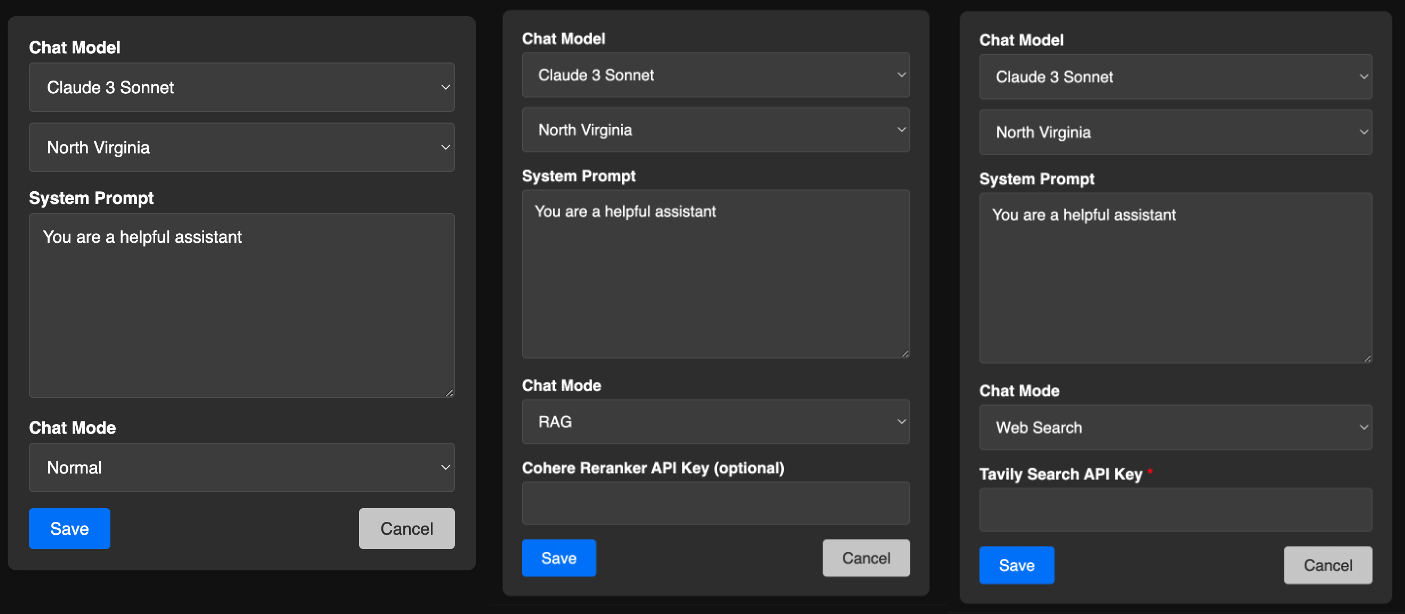 Chat Model
Claude 3 Sonnet
North Virginia
System Prompt
You are a helpful assistant
Chat Mode
Normal
Save
Cancel
Chat Model
Claude 3 Sonnet
North Virginia
System Prompt
You are a helpful assistant
Chat Mode
RAG
Cohere Reranker API Key (optional)
Save
Cancel
Chat Model
Claude 3 Sonnet
North Virginia
System Prompt
You are a helpful assistant
Chat Mode
Web Search
Tavily Search API Key *
Save
Cancel